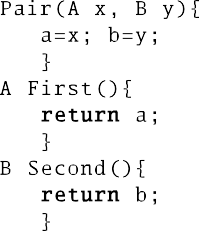 Pair(A x, B y){
a=x; b=y;
}
A First(){
return a;
}
B Second(){
return b;
}